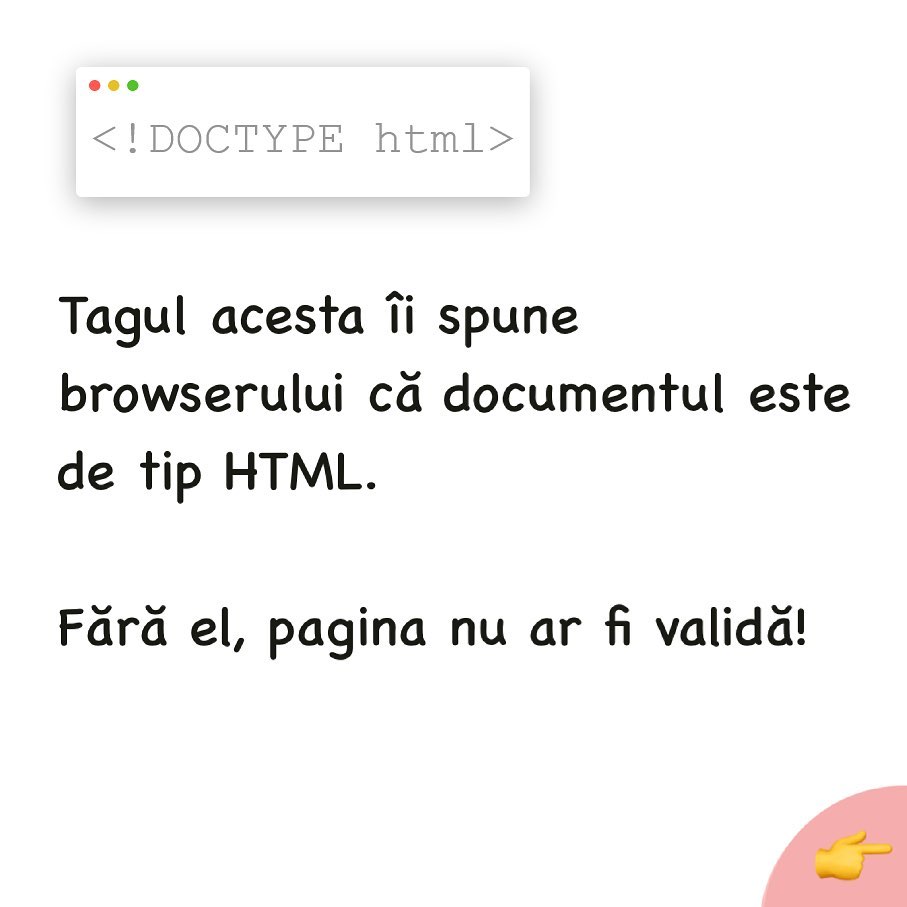 <!DOCTYPE html>
Tagul acesta îi spune
browserului că documentul este
de tip HTML.
Fără el, pagina nu ar fi validă!